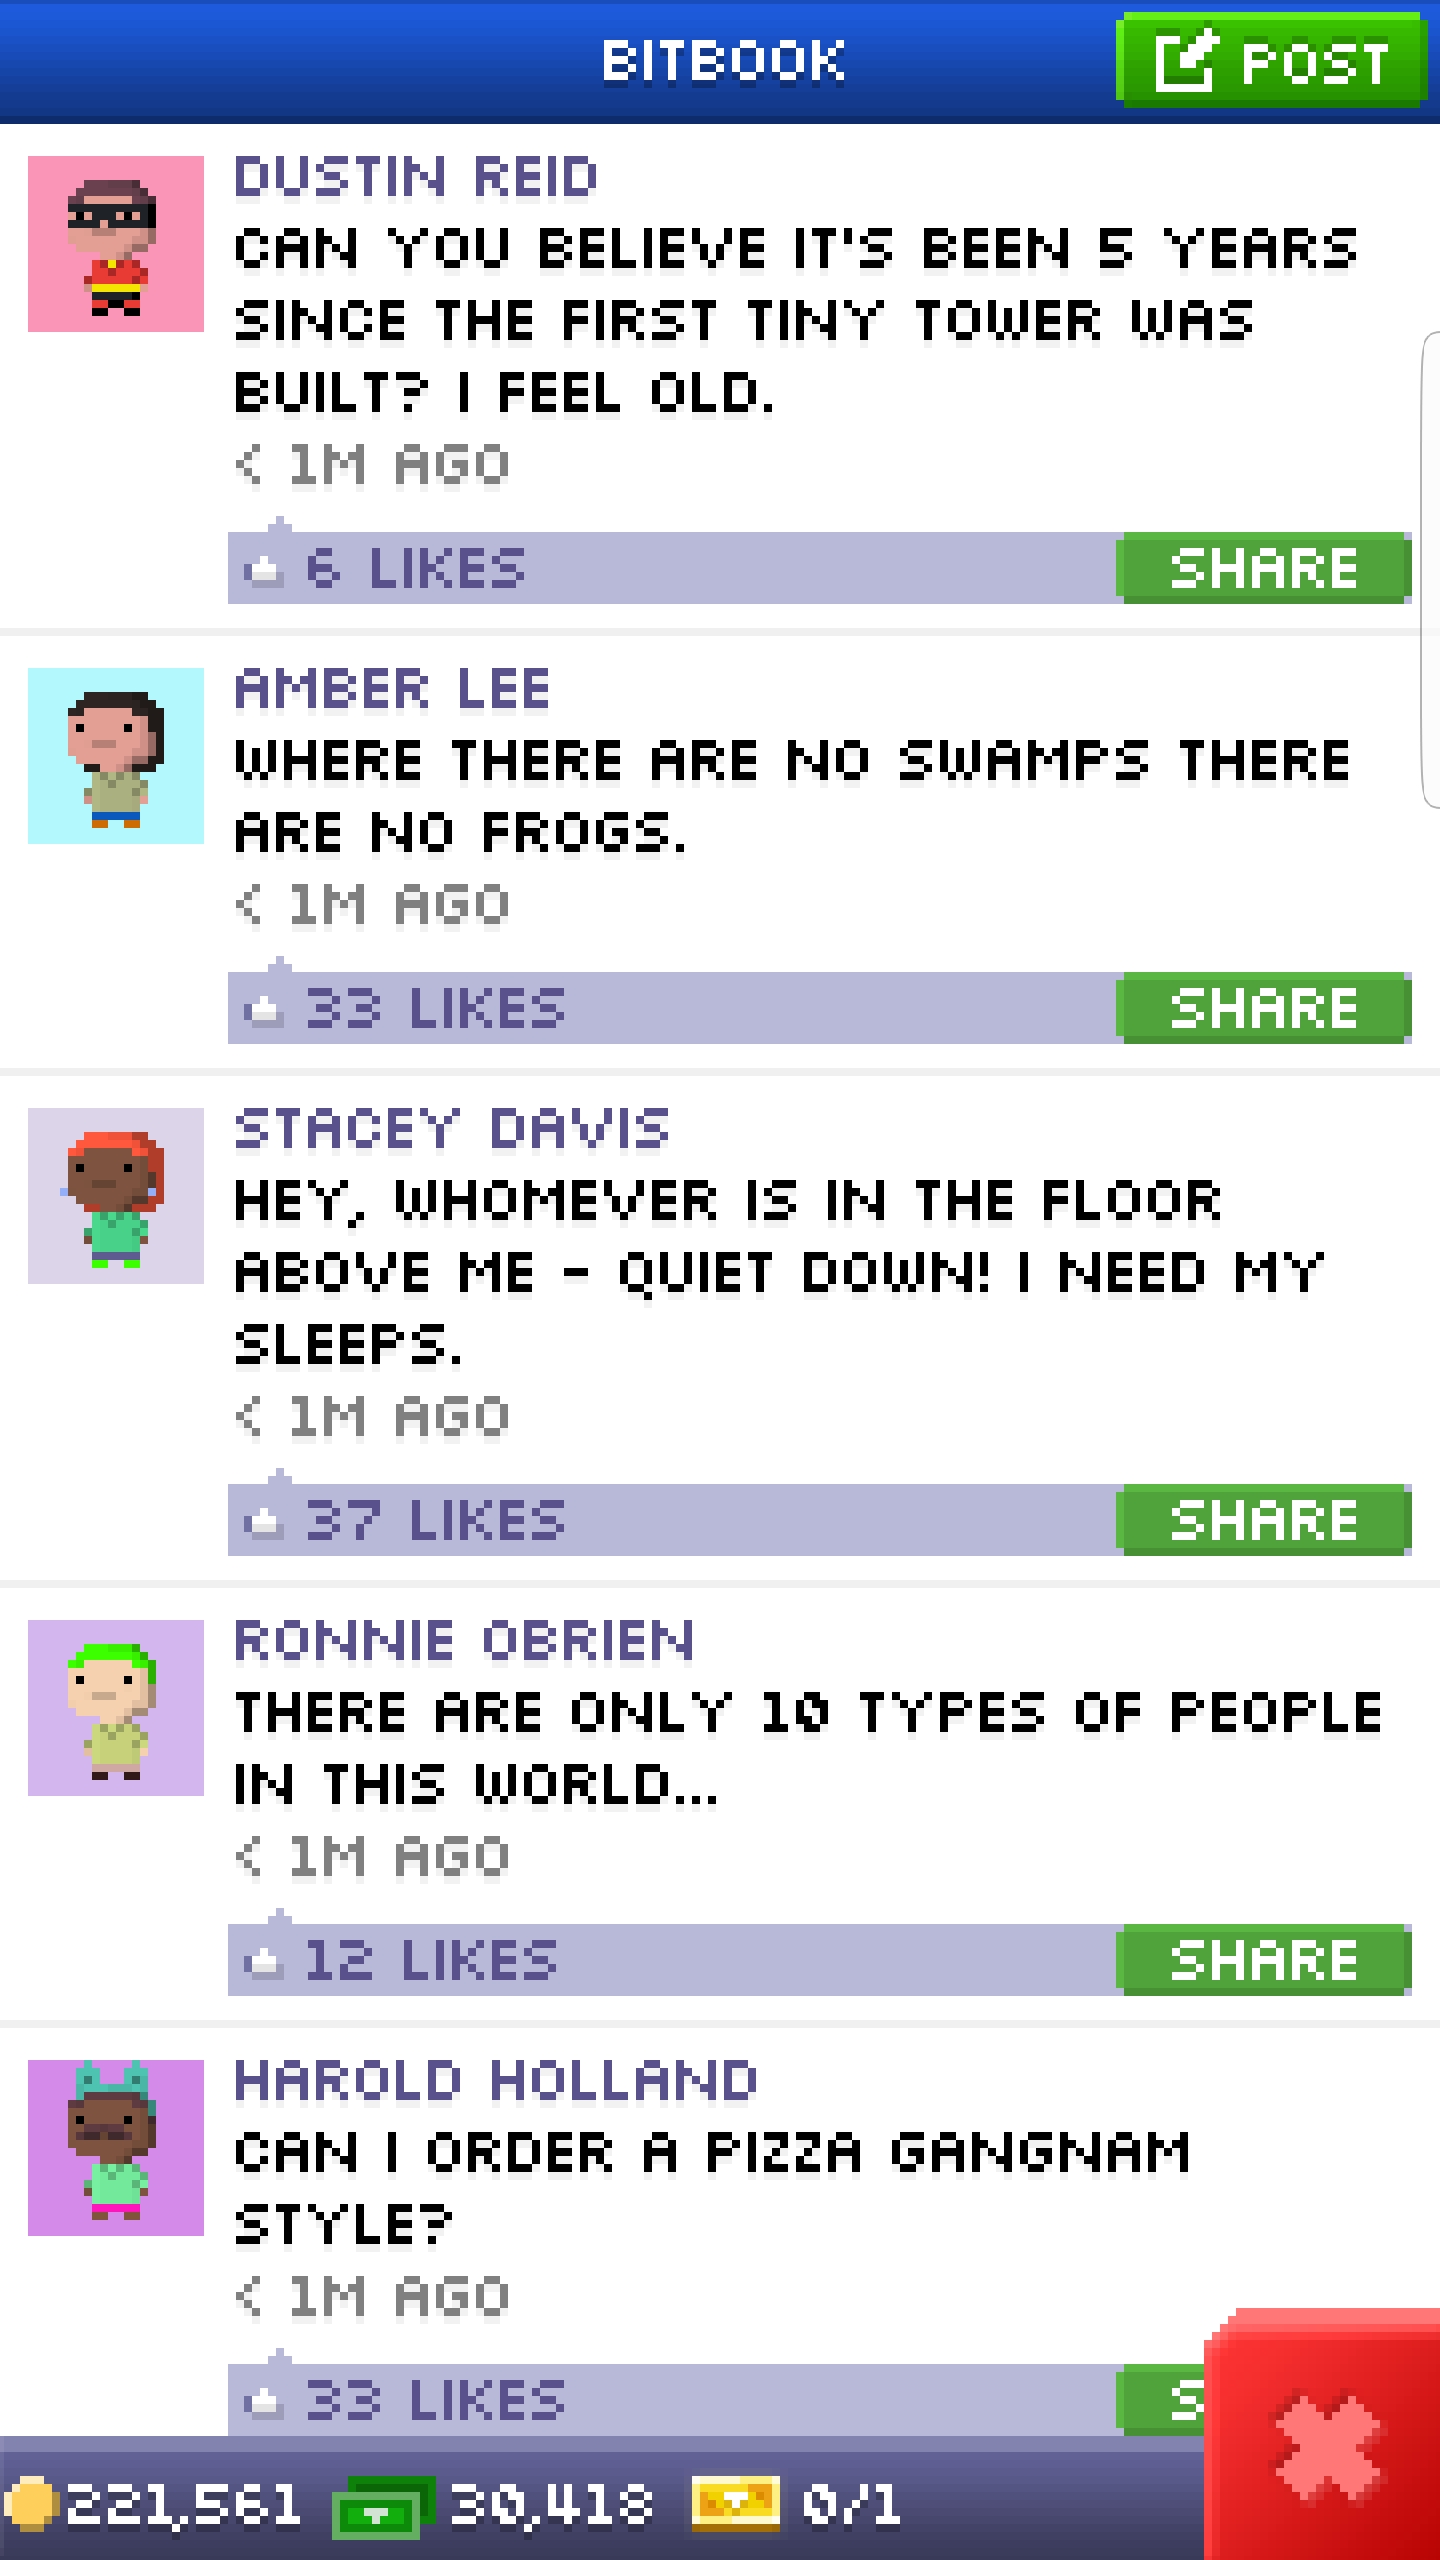 BITBOOK
POST
DUSTIN REID
CAN YOU BELIEVE IT'S BEEN 5 YEARS
SINCE THE FIRST TINY TOWER WAS
BUILT? I FEEL OLD.
< 1M AGO
6 LIKES
SHARE
AMBER LEE
WHERE THERE ARE NO SWAMPS THERE
ARE NO FROGS.
< 1M AGO
33 LIKES
SHARE
STACEY DAVIS
HEY, WHOMEVER IS IN THE FLOOR
ABOVE ME - QUIET DOWN! I NEED MY
SLEEPS.
< 1M AGO
37 LIKES
SHARE
RONNIE OBRIEN
THERE ARE ONLY 10 TYPES OF PEOPLE
IN THIS WORLD...
< 1M AGO
12 LIKES
SHARE
HAROLD HOLLAND
CAN I ORDER A PIZZA GANGNAM
STYLE?
< 1M AGO
33 LIKES
S
221,561
30,418
0/1